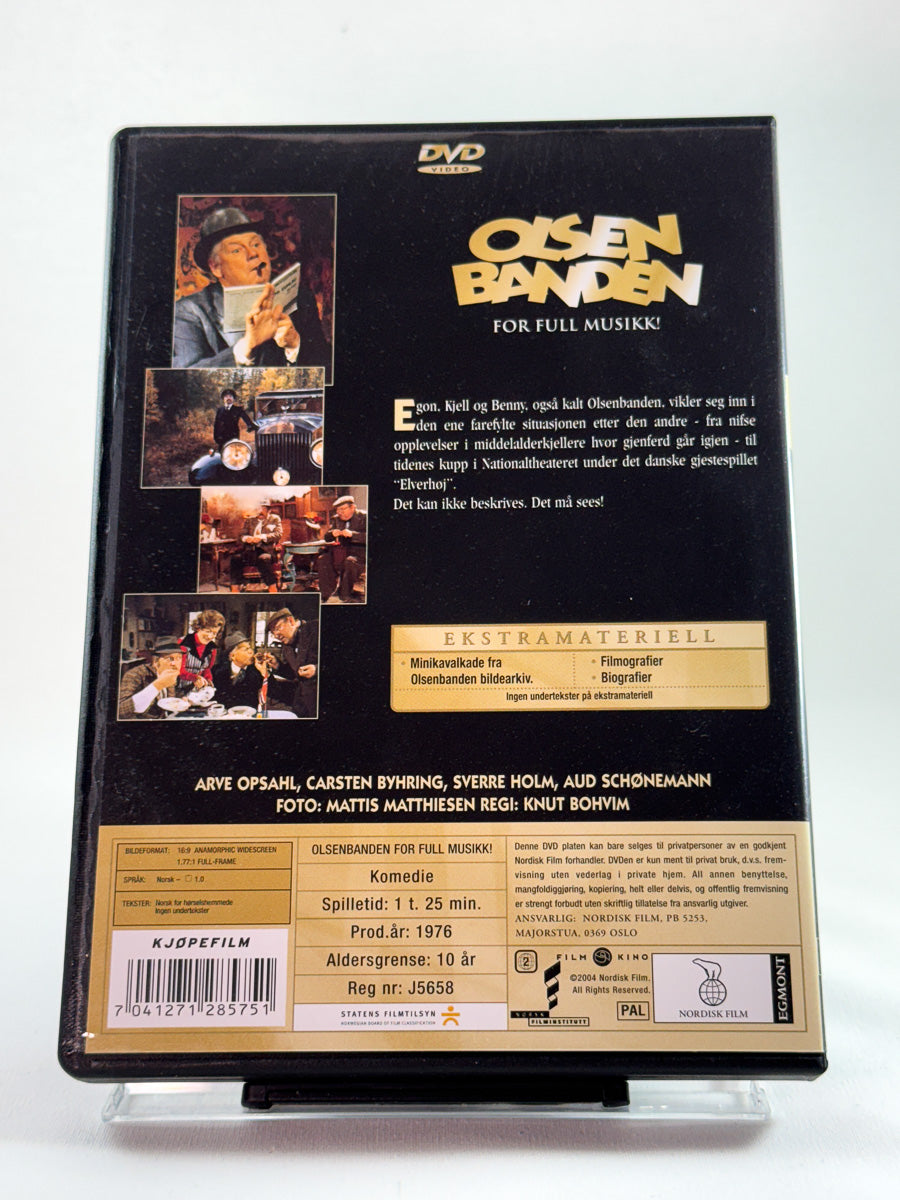 DVD
VIDEO
OLSEN
BANDEN
FOR FULL MUSIKK!
Egon, Kjell og Benny, også kalt Olsenbanden, vikler seg inn i
den ene farefylte situasjonen etter den andre - fra nifse
opplevelser i middelalderkjellere hvor gjenferd går igjen - til
tidenes kupp i Nationaltheateret under det danske gjestespillet
“Elverhøj”.
Det kan ikke beskrives. Det må sees!
EKSTRAMATERIELL
• Minikavalkade fra
Olsenbanden bildearkiv.
• Filmografier
• Biografier
Ingen undertekster på ekstramateriell
ARVE OPSAHL, CARSTEN BYHRING, SVERRE HOLM, AUD SCHØNEMANN
FOTO: MATTIS MATTHIESEN REGI: KNUT BOHVIM
BILDEFORMAT: 16:9 ANAMORPHIC WIDESCREEN
1.77:1 FULL-FRAME
SPRÅK: Norsk – 1.0
TEKSTER: Norsk for hørselshemmede
Ingen undertekster
KJØPEFILM
7 041271 285751
OLSENBANDEN FOR FULL MUSIKK!
Komedie
Spilletid: 1 t. 25 min.
Prod.år: 1976
Aldersgrense: 10 år
Reg nr: J5658
STATENS FILMTILSYN
NORWEGIAN BOARD OF FILM CLASSIFICATION
Denne DVD platen kan bare selges til privatpersoner av en godkjent
Nordisk Film forhandler. DVDen er kun ment til privat bruk, d.v.s. frem-
visning uten vederlag i private hjem. All annen benyttelse,
mangfoldiggjøring, kopiering, helt eller delvis, og offentlig fremvisning
er strengt forbudt uten skriftlig tillatelse fra ansvarlig utgiver.
ANSVARLIG: NORDISK FILM, PB 5253,
MAJORSTUA, 0369 OSLO
2
NORSK
FILMINSTITUTT
FILM KINO
©2004 Nordisk Film.
All Rights Reserved.
PAL
NORDISK FILM
EGMONT